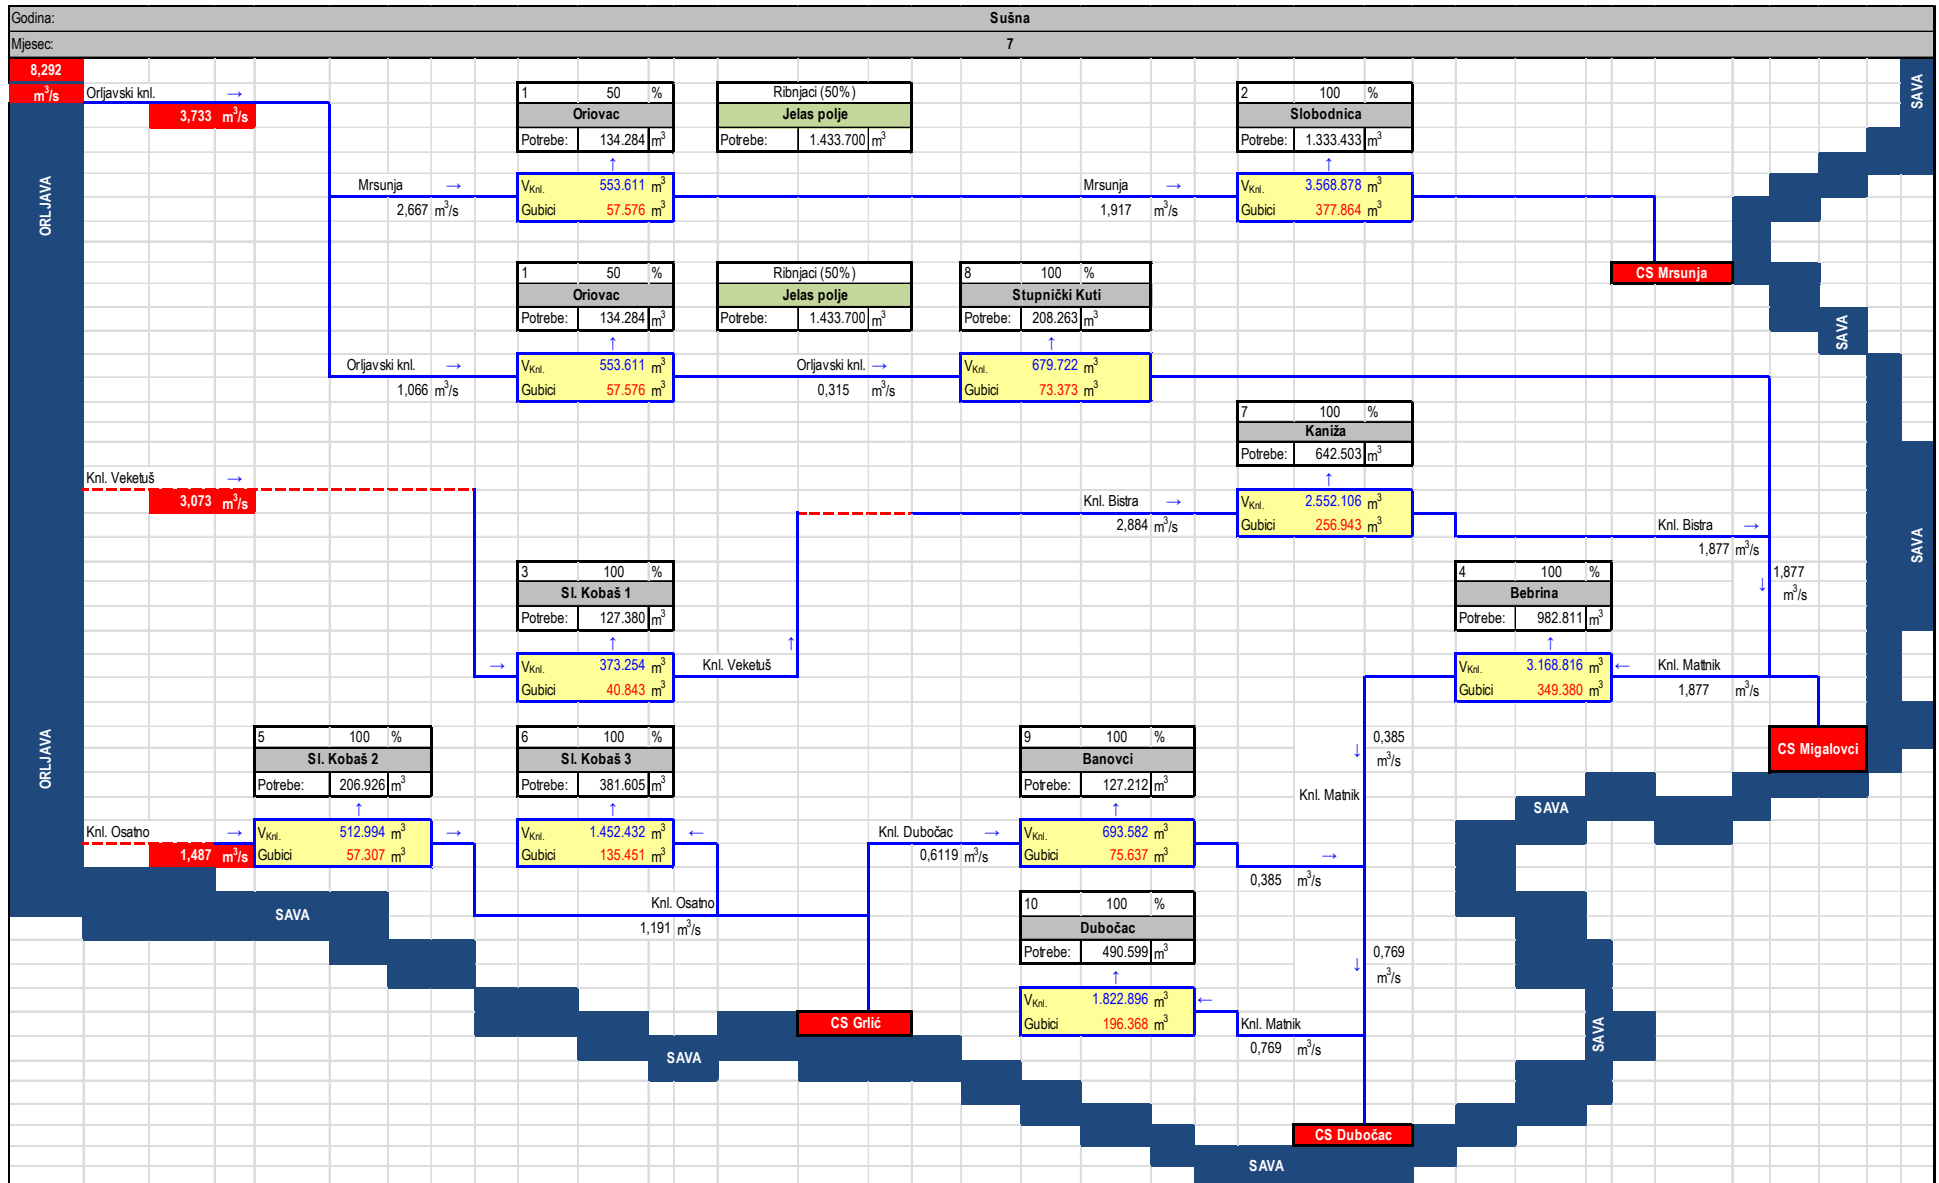 Godina: Sušna
Mjesec: 7
8,292
m³/s
Orljavski knl. →
3,733 m³/s
1 50 %
Oriovac
Potrebe: 134.284 m³
Ribnjaci (50%)
Jelas polje
Potrebe: 1.433.700 m³
2 100 %
Slobodnica
Potrebe: 1.333.433 m³
SAVA
ORLJAVA
Mrsunja →
2,667 m³/s
↑
VKnl. 553.611 m³
Gubici 57.576 m³
Mrsunja →
1,917 m³/s
↑
VKnl. 3.568.878 m³
Gubici 377.864 m³
CS Mrsunja
1 50 %
Oriovac
Potrebe: 134.284 m³
Ribnjaci (50%)
Jelas polje
Potrebe: 1.433.700 m³
8 100 %
Stupnički Kuti
Potrebe: 208.263 m³
SAVA
Orljavski knl. →
1,066 m³/s
↑
VKnl. 553.611 m³
Gubici 57.576 m³
Orljavski knl. →
0,315 m³/s
↑
VKnl. 679.722 m³
Gubici 73.373 m³
7 100 %
Kaniža
Potrebe: 642.503 m³
Knl. Veketuš →
3,073 m³/s
Knl. Bistra →
2,884 m³/s
↑
VKnl. 2.552.106 m³
Gubici 256.943 m³
Knl. Bistra →
1,877 m³/s
SAVA
3 100 %
Sl. Kobaš 1
Potrebe: 127.380 m³
4 100 %
Bebrina
Potrebe: 982.811 m³
↓
1,877
m³/s
→
↑
VKnl. 373.254 m³
Gubici 40.843 m³
Knl. Veketuš
↑
↑
VKnl. 3.168.816 m³
Gubici 349.380 m³
← Knl. Mattnik
1,877 m³/s
ORLJAVA
5 100 %
Sl. Kobaš 2
Potrebe: 206.926 m³
6 100 %
Sl. Kobaš 3
Potrebe: 381.605 m³
9 100 %
Banovci
Potrebe: 127.212 m³
↓
0,385
m³/s
CS Migalovci
Knl. Matnik
SAVA
Knl. Osatno →
1,487 m³/s
↑
VKnl. 512.994 m³
Gubici 57.307 m³
→
↑
VKnl. 1.452.432 m³
Gubici 135.451 m³
←
Knl. Dubočac →
0,6119 m³/s
↑
VKnl. 693.582 m³
Gubici 75.637 m³
→
0,385 m³/s
SAVA
Knl. Osatno
1,191 m³/s
10 100 %
Dubočac
Potrebe: 490.599 m³
↓
0,769
m³/s
CS Grlić
↑
VKnl. 1.822.896 m³
Gubici 196.368 m³
←
Knl. Matnik
0,769 m³/s
SAVA
SAVA
CS Dubočac
SAVA